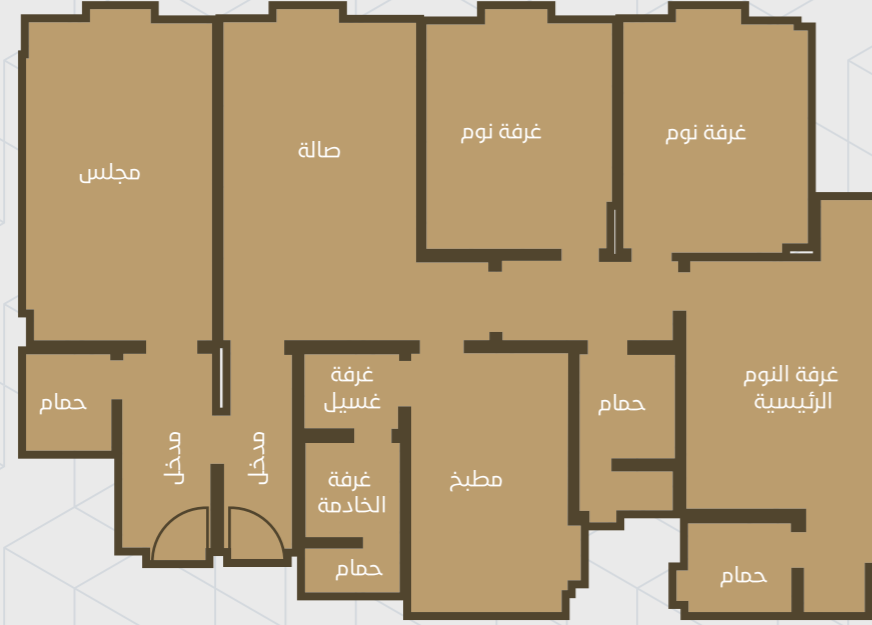 غرفة نوم
غرفة نوم
صالة
مجلس
غرفة النوم
الرئيسية
غرفة
غسيل
حمام
حمام
مدخل
مدخل
مطبخ
غرفة
الخادمة
حمام
حمام